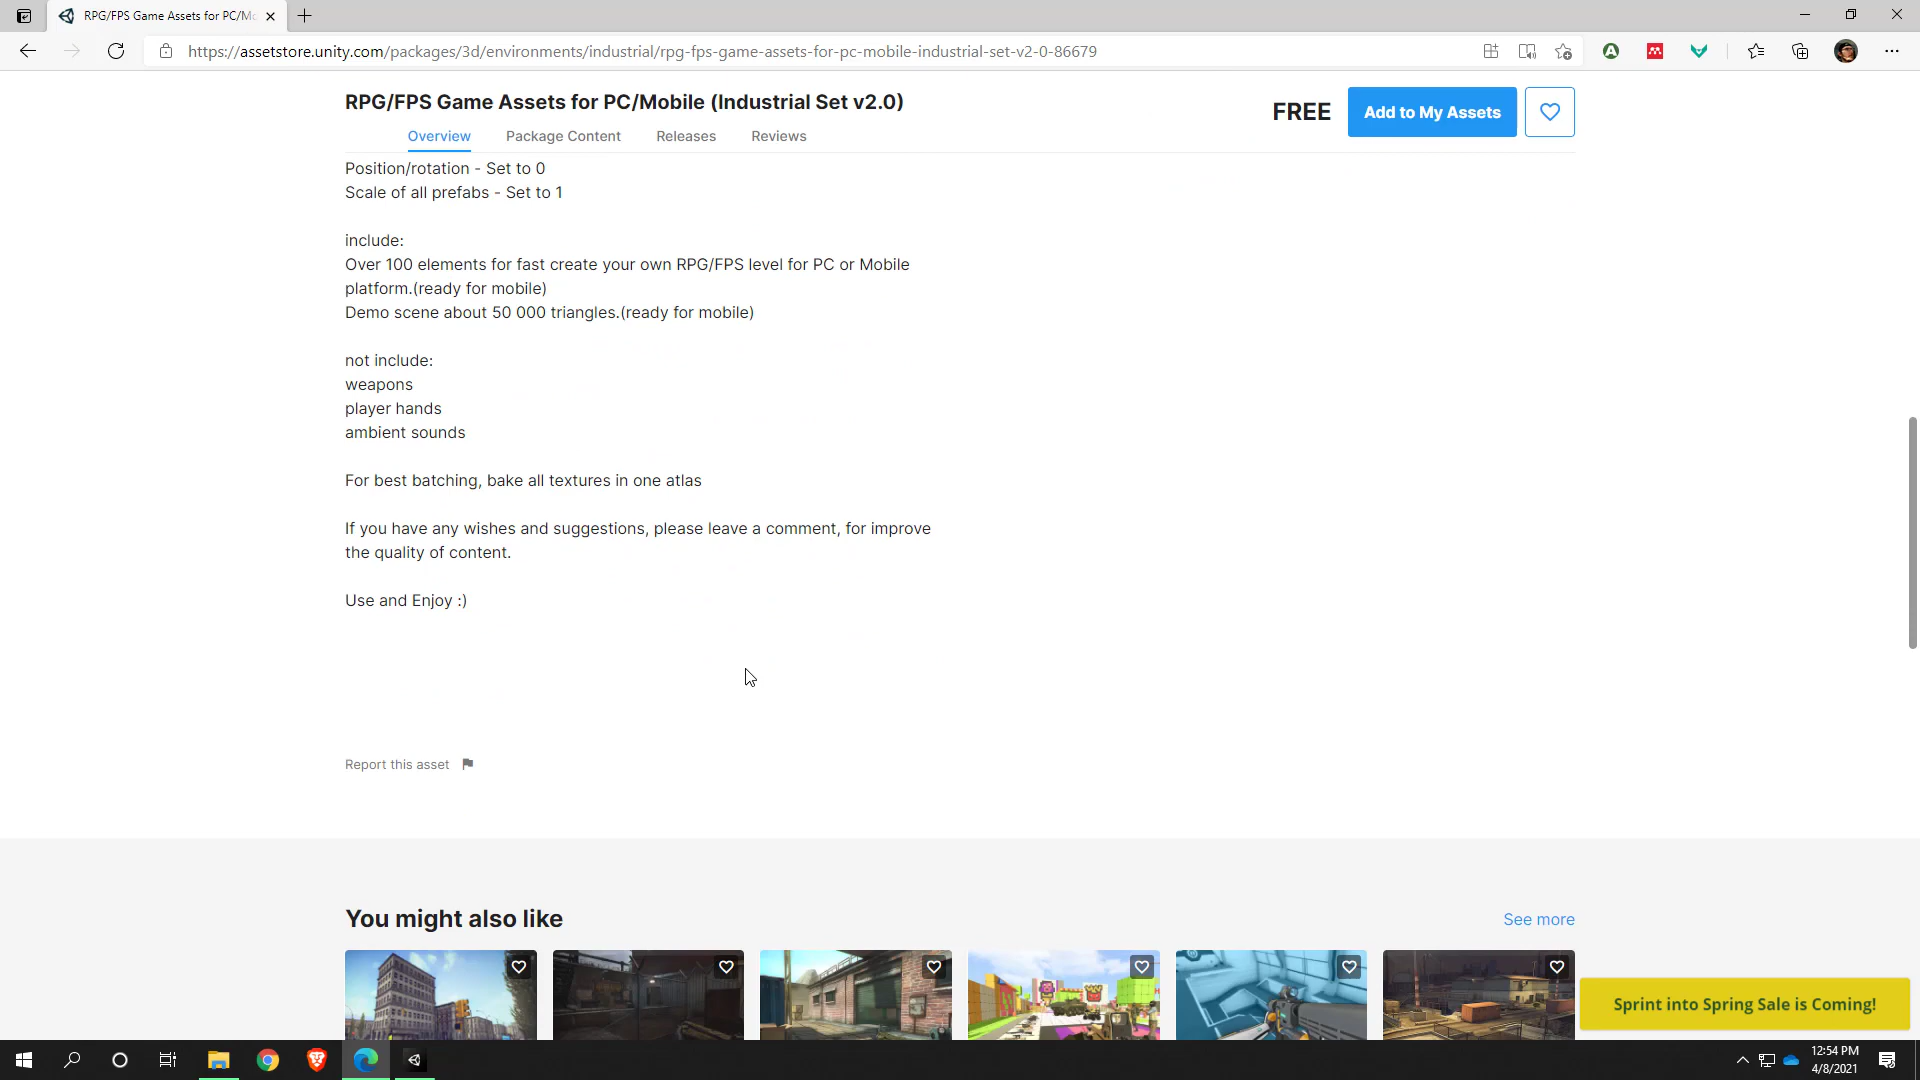 RPG/FPS Game Assets for PC/Mo
https://assetstore.unity.com/packages/3d/environments/industrial/rpg-fps-game-assets-for-pc-mobile-industrial-set-v2-0-86679
RPG/FPS Game Assets for PC/Mobile (Industrial Set v2.0)
FREE
Add to My Assets
Overview
Package Content
Releases
Reviews
Position/rotation - Set to 0
Scale of all prefabs - Set to 1
include:
Over 100 elements for fast create your own RPG/FPS level for PC or Mobile
platform.(ready for mobile)
Demo scene about 50 000 triangles.(ready for mobile)
not include:
weapons
player hands
ambient sounds
For best batching, bake all textures in one atlas
If you have any wishes and suggestions, please leave a comment, for improve
the quality of content.
Use and Enjoy :)
Report this asset
You might also like
See more
Sprint into Spring Sale is Coming!
12:54 PM
4/8/2021